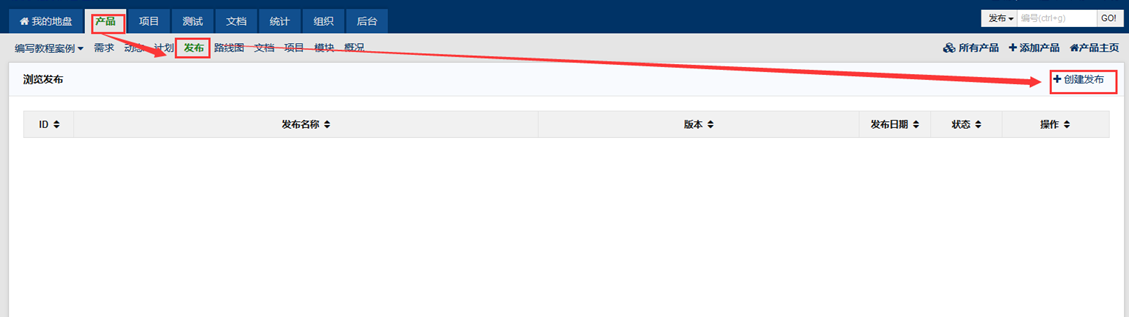 我的地盘 产品 项目 测试 文档 统计 组织 后台 发布 编号(ctrl+g) GO!
编写教程案例 需求 动态 计划 发布 路线图 文档 项目 模块 概况 所有产品 添加产品 产品主页
浏览发布 创建发布
ID 发布名称 版本 发布日期 状态 操作